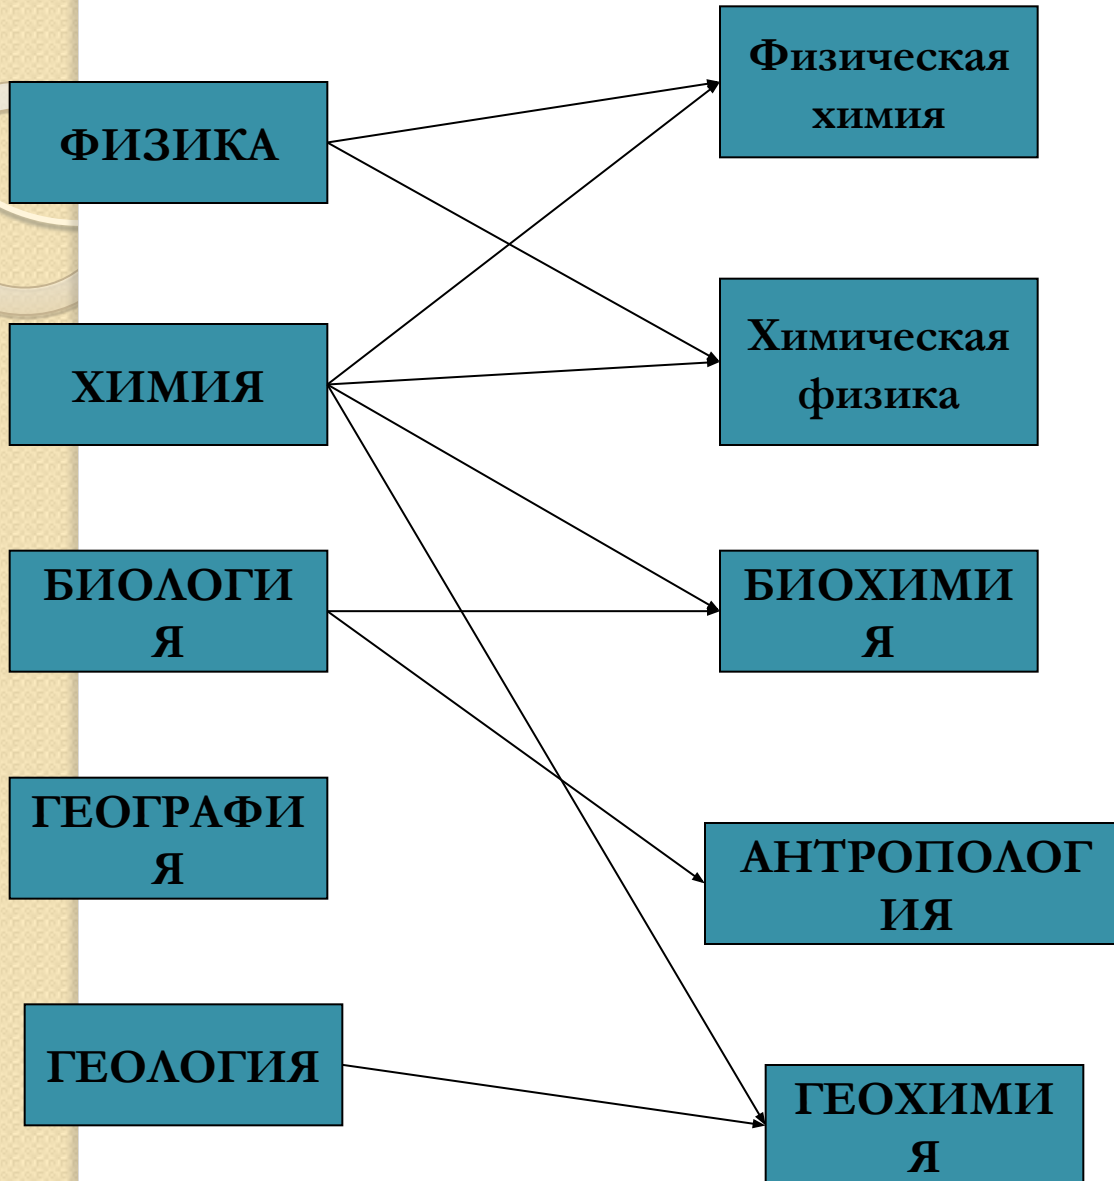 ФИЗИКА
ХИМИЯ
БИОЛОГИ
Я
ГЕОГРАФИ
Я
ГЕОЛОГИЯ
Физическая
химия
Химическая
физика
БИОХИМИ
Я
АНТРОПОЛОГ
ИЯ
ГЕОХИМИ
Я